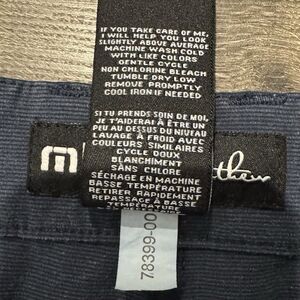 IF YOU TAKE CARE OF ME,
I WILL HELP YOU LOOK
SLIGHTLY ABOVE AVERAGE
MACHINE WASH COLD
WITH LIKE COLORS
GENTLE CYCLE
NON CHLORINE BLEACH
TUMBLE DRY LOW
REMOVE PROMPTLY
COOL IRON IF NEEDED
SI TU PRENDS SOIN DE MOI,
JE T'AIDERAI À ÊTRE UN
PEU AU DESSUS DU NIVEAU
LAVAGE À FROID AVEC
COULEURS SIMILAIRES
CYCLE DOUX
BLANCHIMENT
SANS CHLORE
SÉCHAGE EN MACHINE
BASSE TEMPÉRATURE
RETIRER RAPIDEMENT
REPASSAGE À BASSE
78399-00